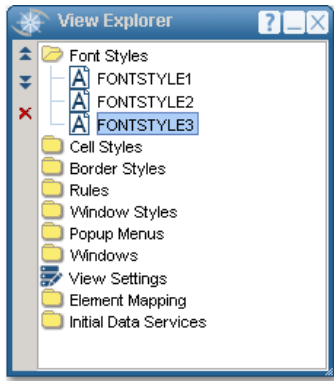 View Explorer
Font Styles
FONTSTYLE1
FONTSTYLE2
FONTSTYLE3
Cell Styles
Border Styles
Rules
Window Styles
Popup Menus
Windows
View Settings
Element Mapping
Initial Data Services